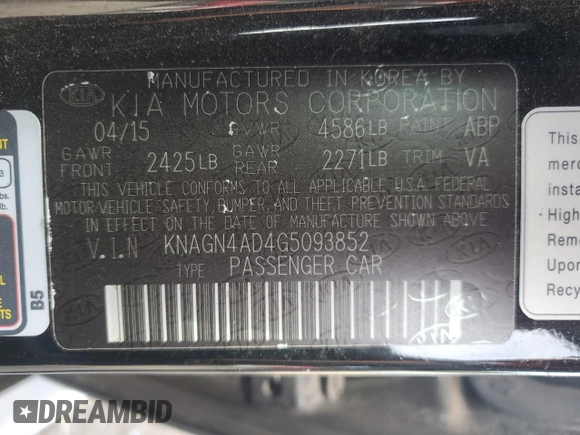 MANUFACTURED IN KOREA BY
KIA KIA MOTORS CORPORATION
04/15 GVWR 4586LB PAINT ABP
GAWR FRONT 2425LB GAWR REAR 2271LB TRIM VA
THIS VEHICLE CONFORMS TO ALL APPLICABLE U.S.A. FEDERAL
MOTOR-VEHICLE SAFETY, BUMPER, AND THEFT PREVENTION STANDARDS
IN EFFECT ON THE DATE OF MANUFACTURE SHOWN ABOVE
V.I.N KNAGN4AD4G5093852
TYPE PASSENGER CAR
B5
3
TS
This
merc
insta
· High
Remo
Upon
Recy
DREAMBID